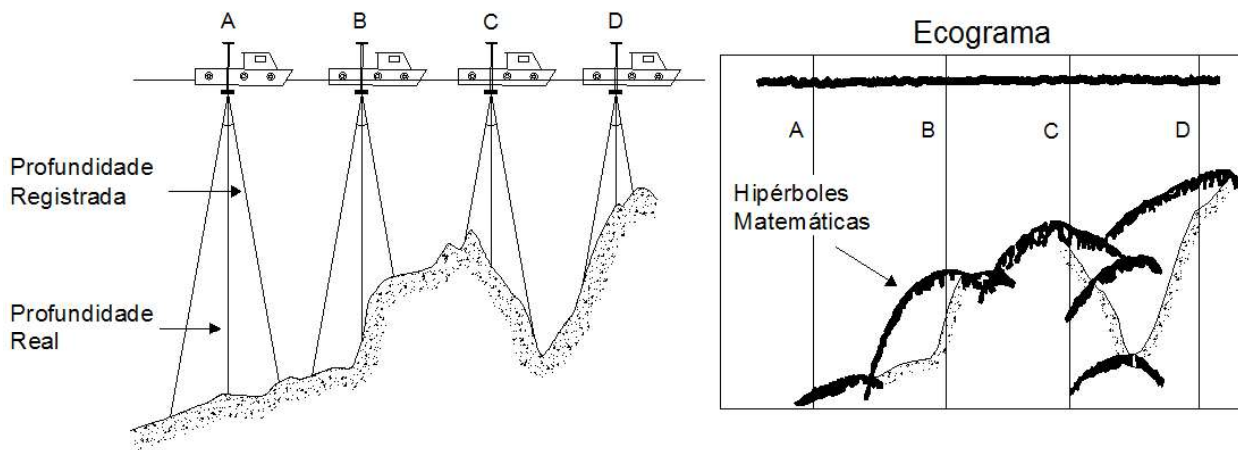 A B C D
Profundidade
Registrada
Profundidade
Real
Ecograma
A B C D
Hipérboles
Matemáticas